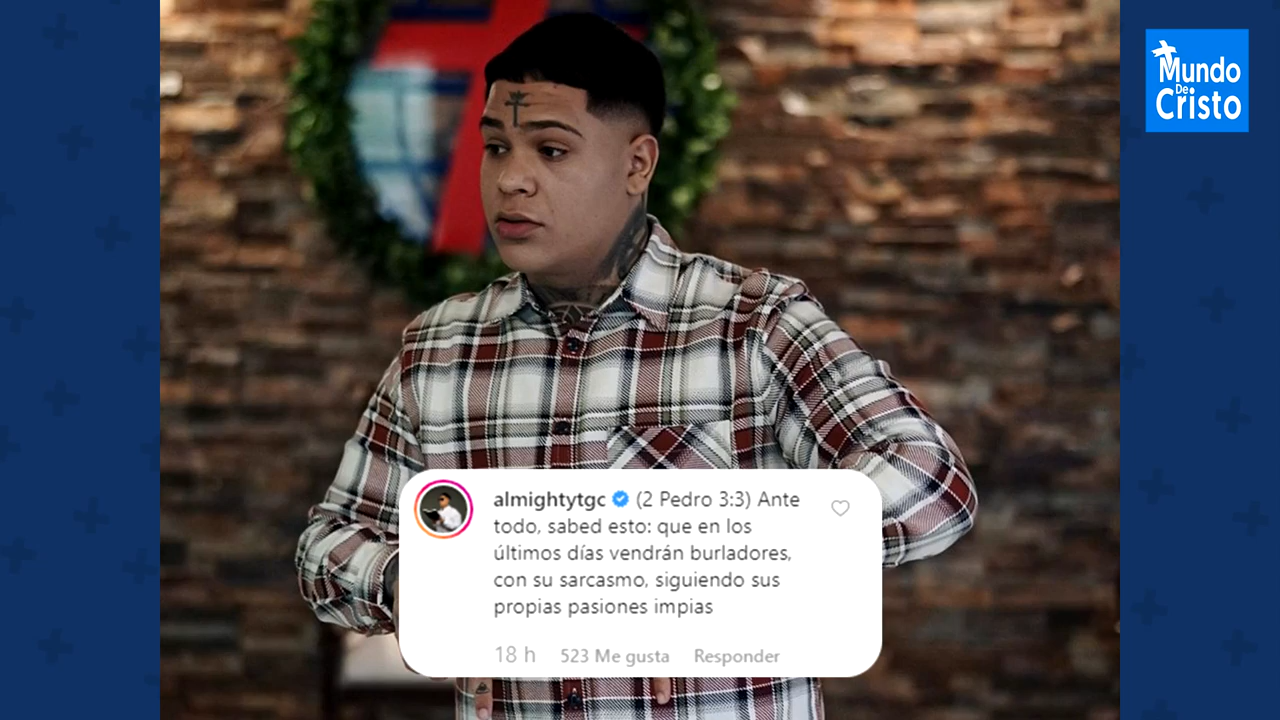 Mundo
De
Cristo
almightytgc (2 Pedro 3:3) Ante
todo, sabed esto: que en los
últimos días vendrán burladores,
con su sarcasmo, siguiendo sus
propias pasiones impias
18 h 523 Me gusta Responder